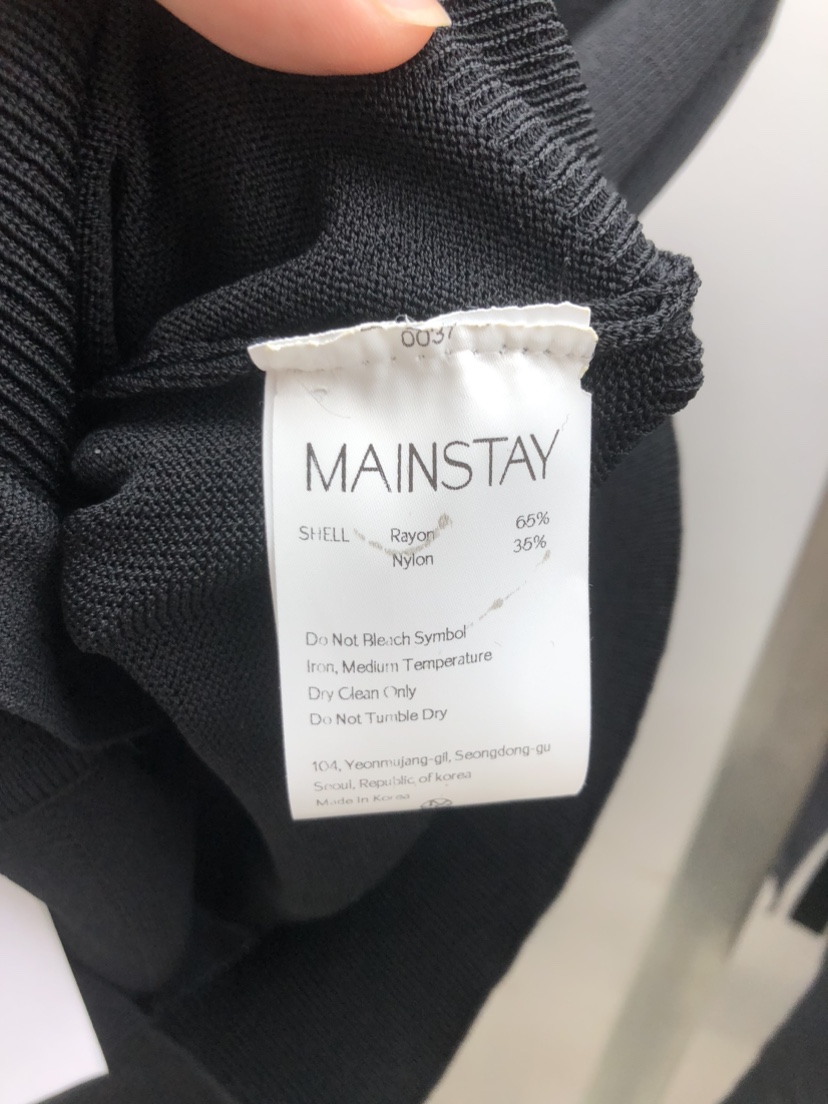 0037
MAINSTAY
SHELL Rayon 65%
Nylon 35%
Do Not Bleach Symbol
Iron, Medium Temperature
Dry Clean Only
Do Not Tumble Dry
104, Yeonmujang-gil, Seongdong-gu
Seoul, Republic of korea
Made In Korea